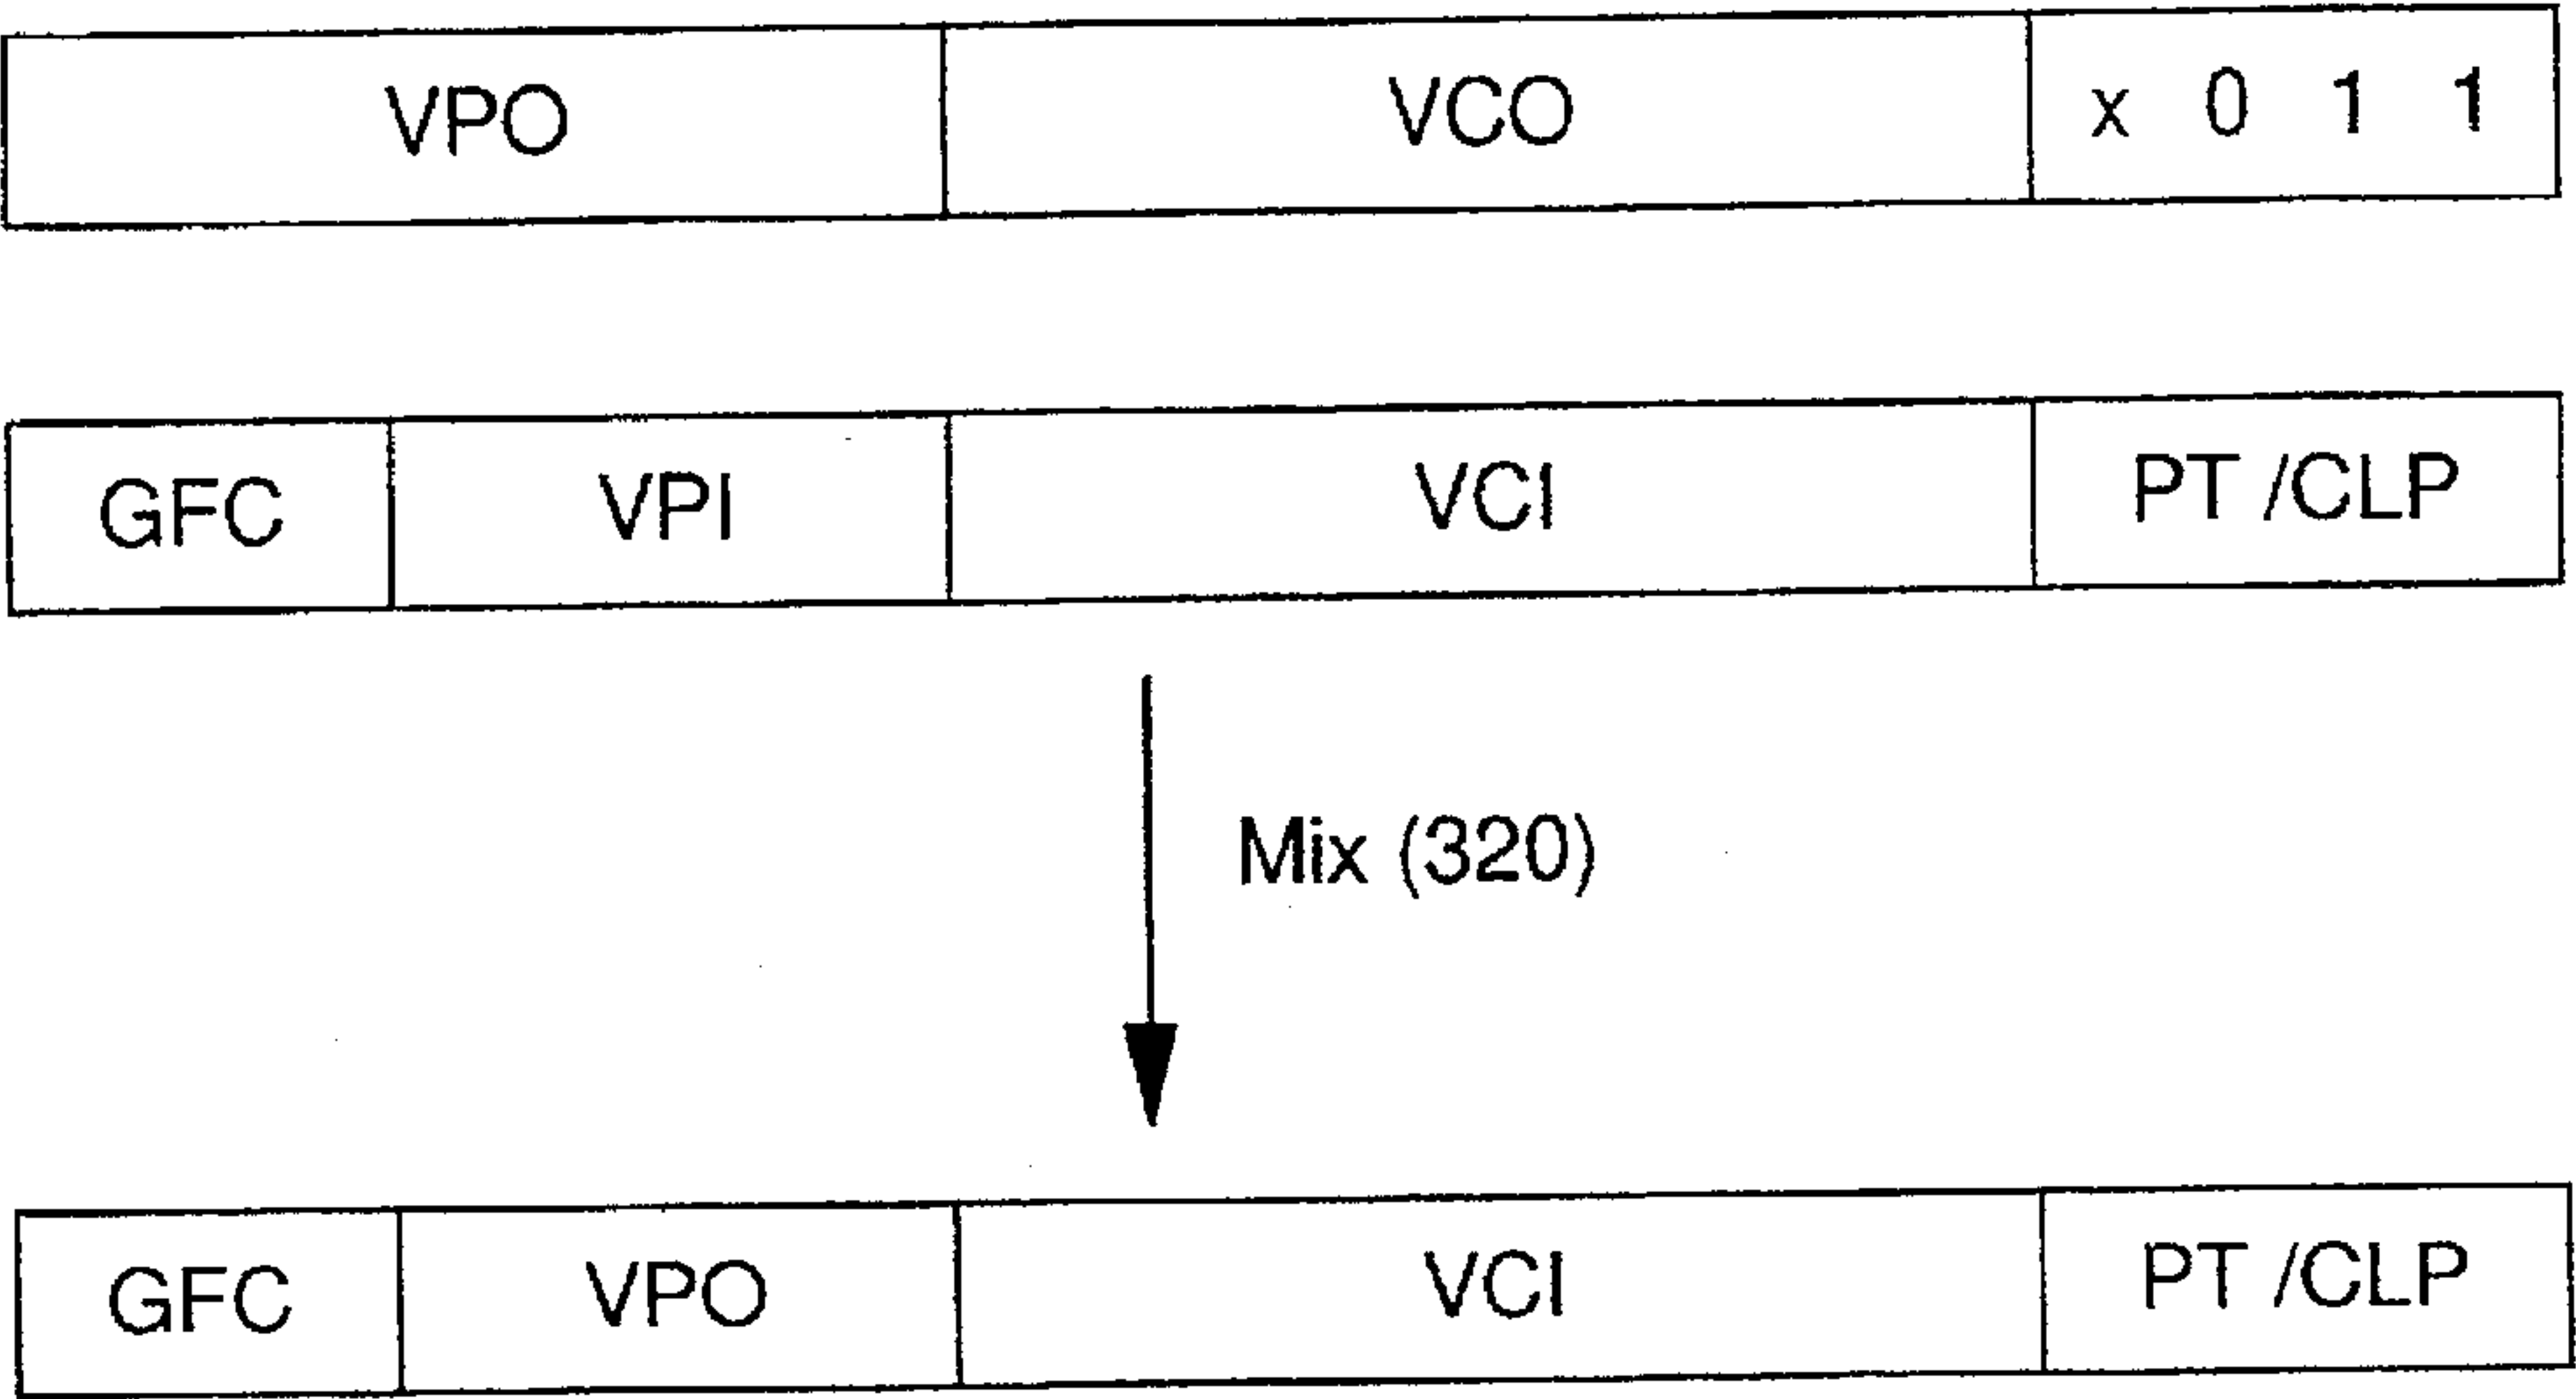 VPO VCO x 0 1 1
GFC VPI VCI PT /CLP
Mix (320)
GFC VPO VCI PT /CLP